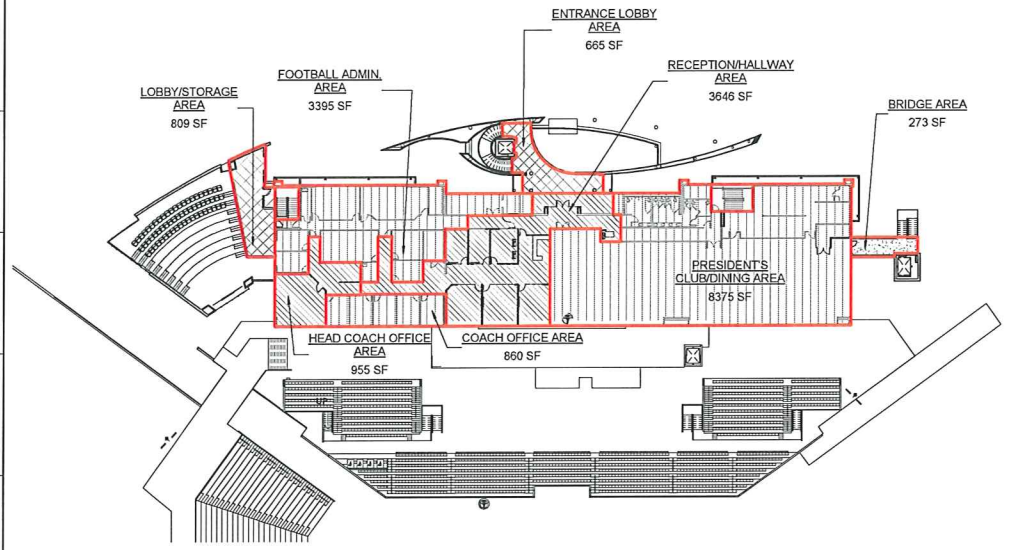 ENTRANCE LOBBY
AREA
665 SF
RECEPTION/HALLWAY
AREA
3646 SF
FOOTBALL ADMIN.
AREA
3395 SF
LOBBY/STORAGE
AREA
809 SF
BRIDGE AREA
273 SF
PRESIDENT'S
CLUB/DINING AREA
8375 SF
HEAD COACH OFFICE
AREA
955 SF
COACH OFFICE AREA
860 SF
UP